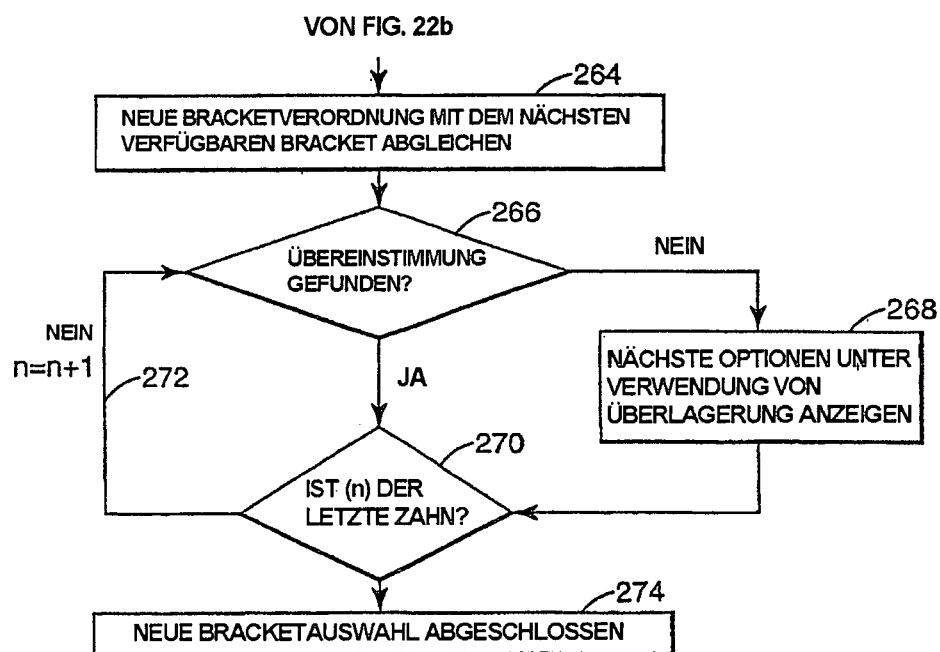 VON FIG. 22b
264
NEUE BRACKETVERORDNUNG MIT DEM NÄCHSTEN
VERFÜGBAREN BRACKET ABGLEICHEN
266
ÜBEREINSTIMMUNG
GEFUNDEN?
NEIN
268
NÄCHSTE OPTIONEN UNTER
VERWENDUNG VON
ÜBERLAGERUNG ANZEIGEN
NEIN
n=n+1
272
JA
270
IST (n) DER
LETZTE ZAHN?
274
NEUE BRACKETAUSWAHL ABGESCHLOSSEN